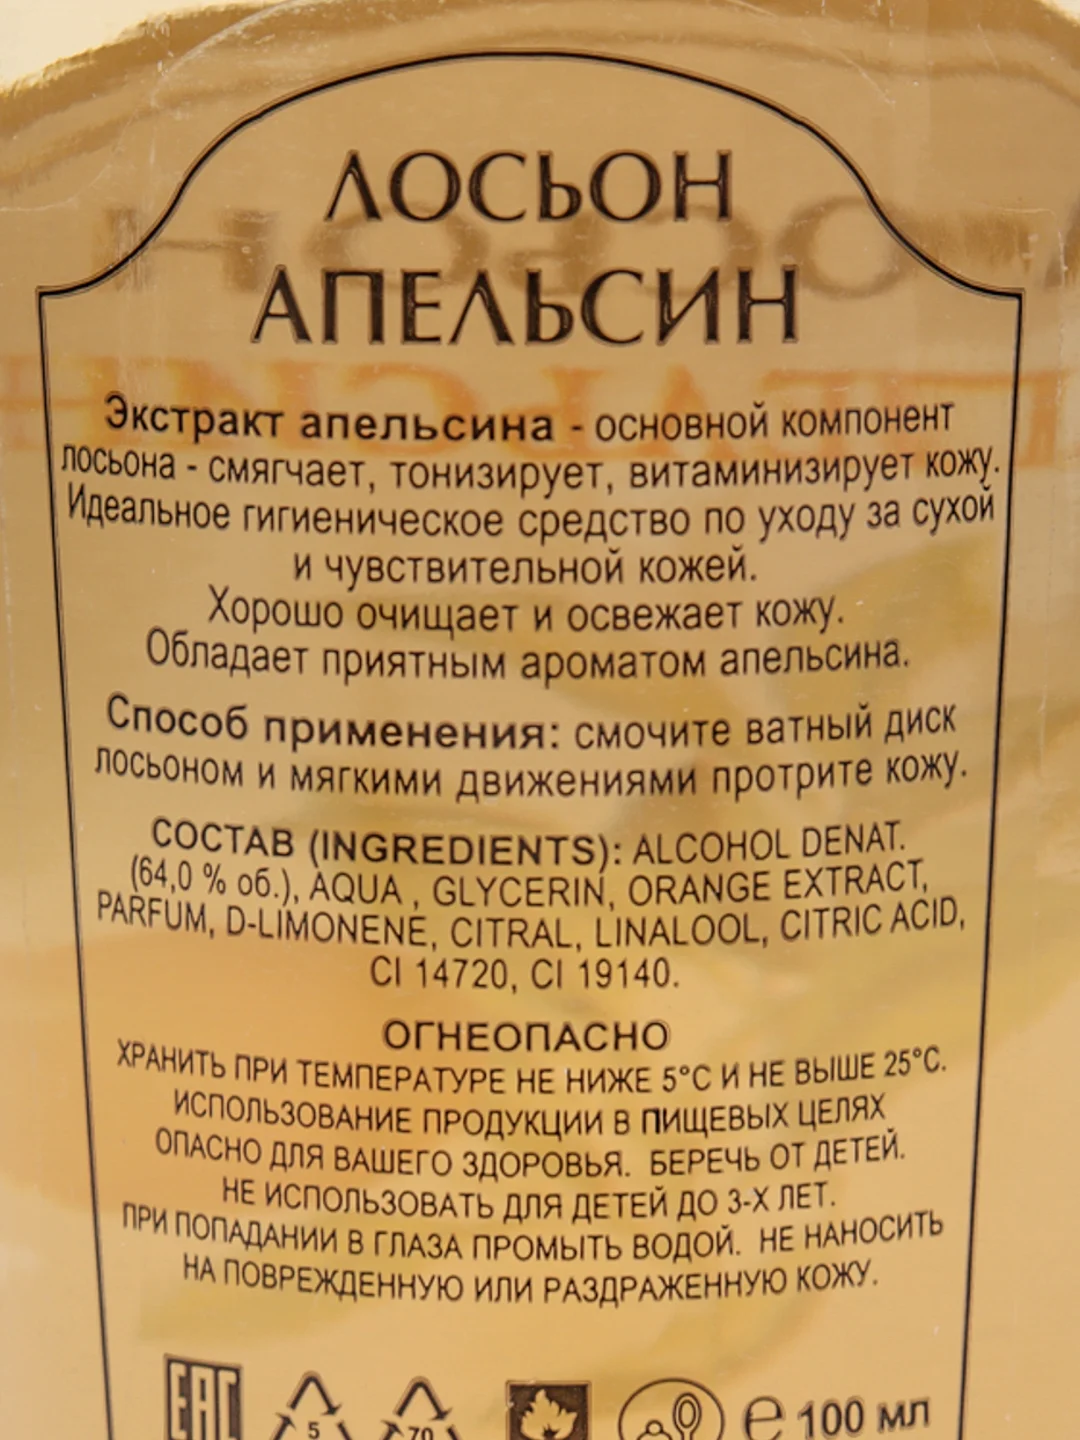 ЛОСЬОН
АПЕЛЬСИН
Экстракт апельсина - основной компонент
лосьона - смягчает, тонизирует, витаминизирует кожу.
Идеальное гигиеническое средство по уходу за сухой
и чувствительной кожей.
Хорошо очищает и освежает кожу.
Обладает приятным ароматом апельсина.
Способ применения: смочите ватный диск
лосьоном и мягкими движениями протрите кожу.
СОСТАВ (INGREDIENTS): ALCOHOL DENAT.
(64,0 % об.), AQUA , GLYCERIN, ORANGE EXTRACT,
PARFUM, D-LIMONENE, CITRAL, LINALOOL, CITRIC ACID,
CI 14720, CI 19140.
ОГНЕОПАСНО
ХРАНИТЬ ПРИ ТЕМПЕРАТУРЕ НЕ НИЖЕ 5°С И НЕ ВЫШЕ 25°С.
ИСПОЛЬЗОВАНИЕ ПРОДУКЦИИ В ПИЩЕВЫХ ЦЕЛЯХ
ОПАСНО ДЛЯ ВАШЕГО ЗДОРОВЬЯ. БЕРЕЧЬ ОТ ДЕТЕЙ.
НЕ ИСПОЛЬЗОВАТЬ ДЛЯ ДЕТЕЙ ДО 3-Х ЛЕТ.
ПРИ ПОПАДАНИИ В ГЛАЗА ПРОМЫТЬ ВОДОЙ. НЕ НАНОСИТЬ
НА ПОВРЕЖДЕННУЮ ИЛИ РАЗДРАЖЕННУЮ КОЖУ.
EAC 5 70 ℮ 100 мл